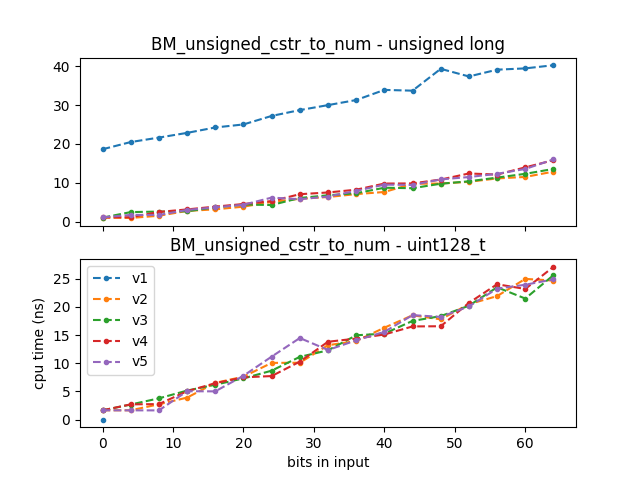 BM_unsigned_cstr_to_num - unsigned long
40
30
20
10
0
BM_unsigned_cstr_to_num - uint128_t
cpu time (ns)
25
20
15
10
5
0
v1
v2
v3
v4
v5
0 10 20 30 40 50 60
bits in input